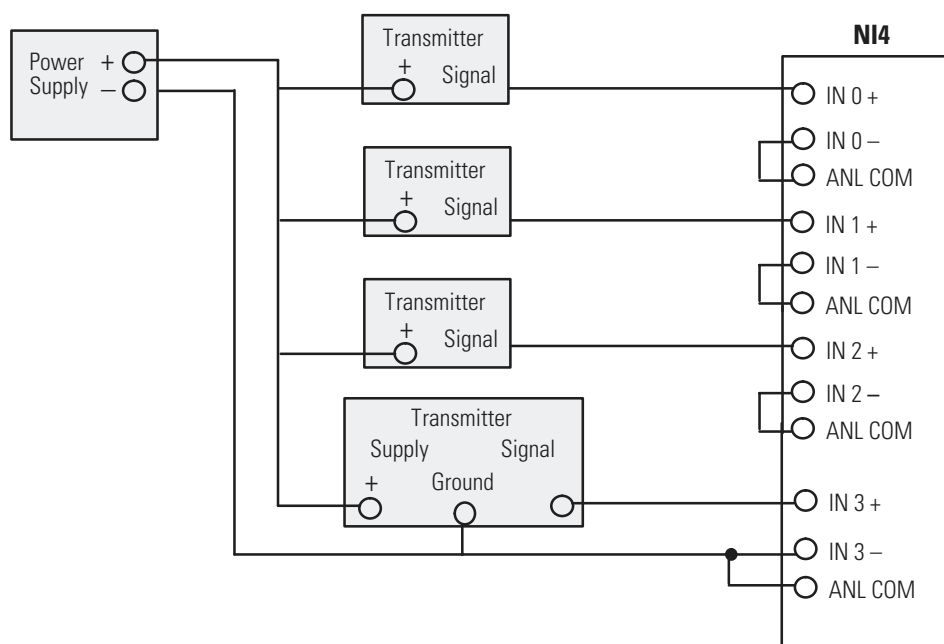 NI4
Power +
Supply –
Transmitter
+ Signal
IN 0 +
IN 0 –
ANL COM
Transmitter
+ Signal
IN 1 +
IN 1 –
ANL COM
Transmitter
+ Signal
IN 2 +
IN 2 –
ANL COM
Transmitter
Supply Signal
+ Ground
IN 3 +
IN 3 –
ANL COM